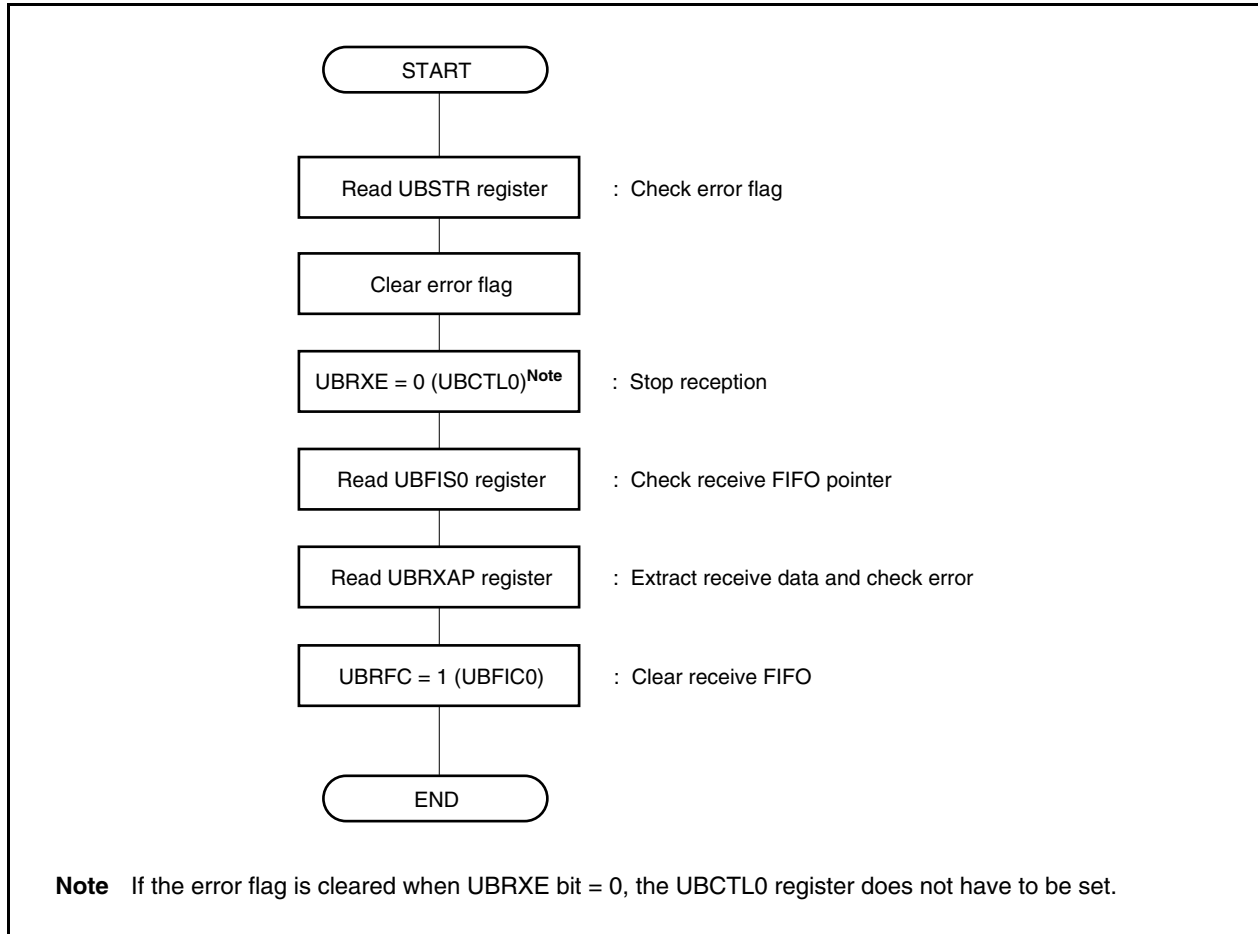 START
Read UBSTR register : Check error flag
Clear error flag
UBRXE = 0 (UBCTL0)Note : Stop reception
Read UBFIS0 register : Check receive FIFO pointer
Read UBRXAP register : Extract receive data and check error
UBRFC = 1 (UBFIC0) : Clear receive FIFO
END
Note If the error flag is cleared when UBRXE bit = 0, the UBCTL0 register does not have to be set.